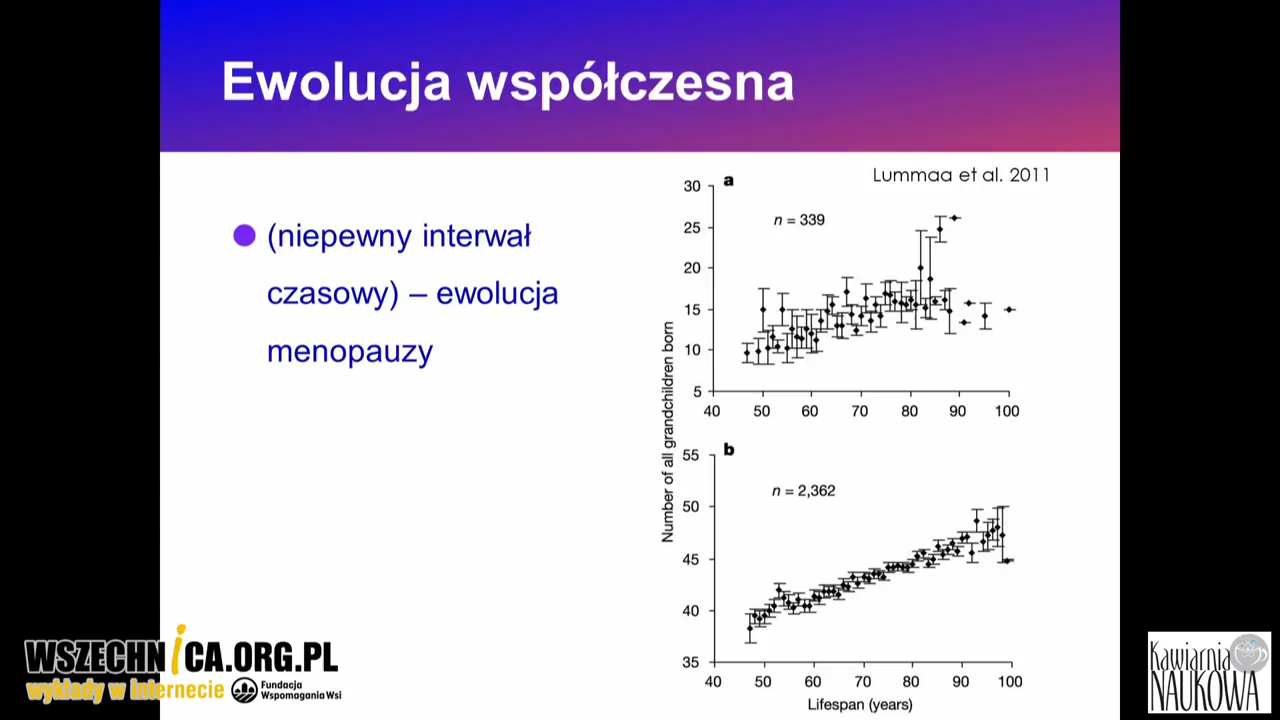 Ewolucja współczesna
(niepewny interwał
czasowy) – ewolucja
menopauzy
Lummaa et al. 2011
a
n = 339
30
25
20
15
10
5
40 50 60 70 80 90 100
Number of all grandchildren born
b
n = 2,362
55
50
45
40
35
40 50 60 70 80 90 100
Lifespan (years)
WSZECHNICA.ORG.PL
wykłady w Internecie
Fundacja
Wspomagania Wsi
Kawiarnia
NAUKOWA